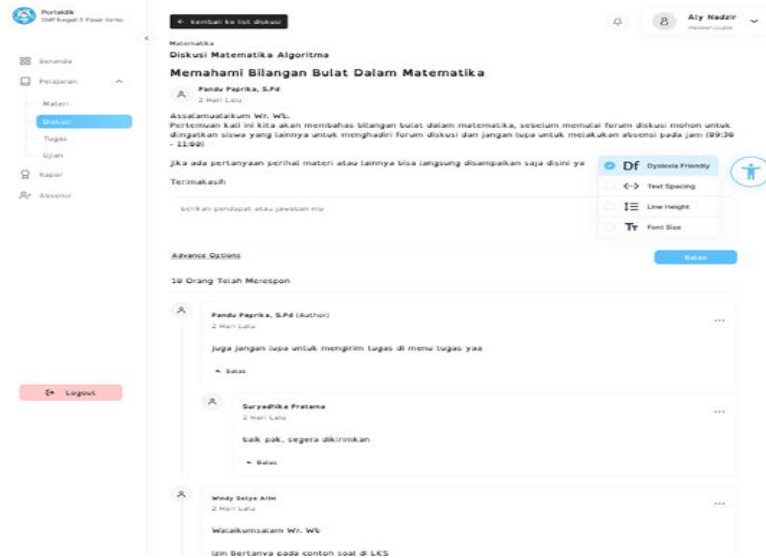 Portaldik
SMP Negeri 5 Pasar Kemis
← Kembali ke list diskusi
Aly Nadzir
Beranda
Pelajaran
Materi
Diskusi
Tugas
Ujian
Rapor
Absensi
Logout
Matematika
Diskusi Matematika Algoritma
Memahami Bilangan Bulat Dalam Matematika
Pandu Paprika, S.Pd
2 Hari Lalu
Assalamualaikum Wr. Wb.
Pertemuan kali ini kita akan membahas bilangan bulat dalam matematika, sebelum memulai forum diskusi mohon untuk
diingatkan siswa yang lainnya untuk menghadiri forum diskusi dan jangan lupa untuk melakukan absensi pada jam (09:30
- 11:00)
Jika ada pertanyaan perihal materi atau lainnya bisa langsung disampaikan saja disini ya
Terimakasih
Df Dyslexia Friendly
Text Spacing
Line Height
Tт Font Size
berikan pendapat atau jawaban mu
Advance Options
Balas
18 Orang Telah Merespon
Pandu Paprika, S.Pd (Author)
2 Hari Lalu
Juga jangan lupa untuk mengirim tugas di menu tugas yaa
Balas
Suryadhika Pratama
2 Hari Lalu
baik pak, segera dikirimkan
Balas
Windy Setya Arini
2 Hari Lalu
Walaikumsalam Wr. Wb
Izin Bertanya pada contoh soal di LKS